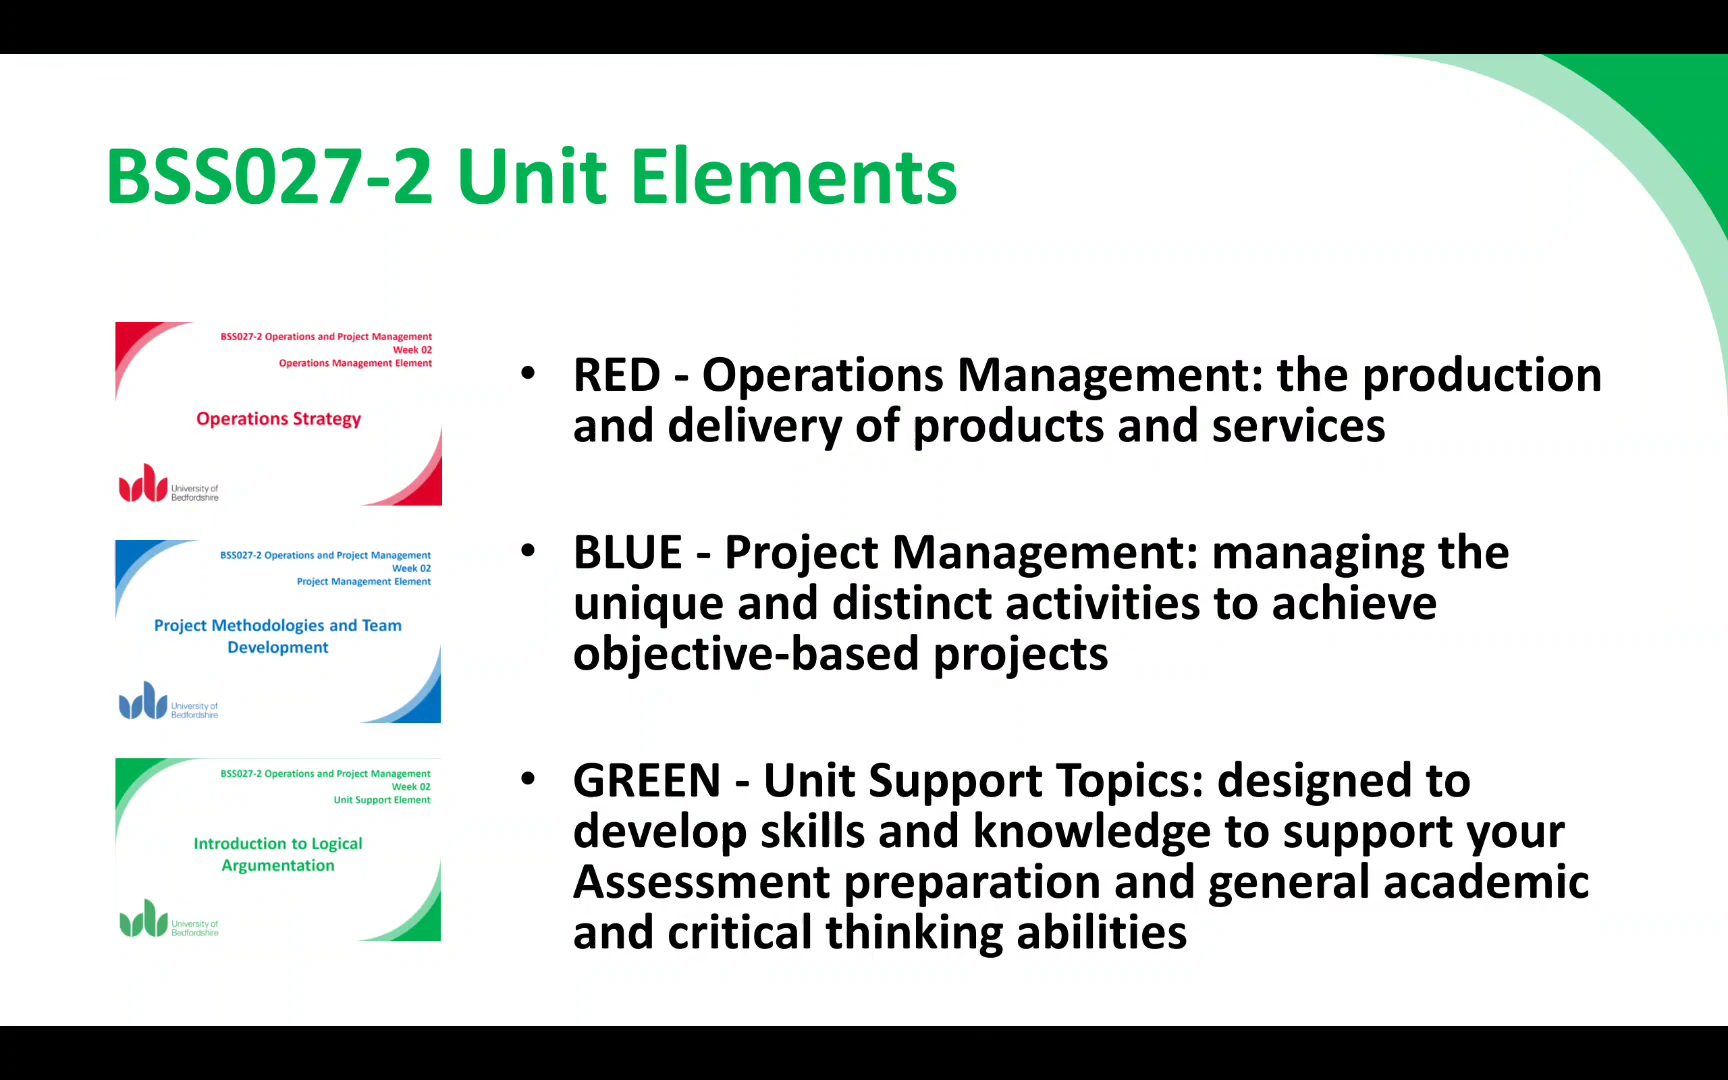 BSS027-2 Unit Elements
BSS027-2 Operations and Project Management
Week 02
Operations Management Element
Operations Strategy
University of
Bedfordshire
• RED - Operations Management: the production
and delivery of products and services
BSS027-2 Operations and Project Management
Week 02
Project Management Element
Project Methodologies and Team
Development
University of
Bedfordshire
• BLUE - Project Management: managing the
unique and distinct activities to achieve
objective-based projects
BSS027-2 Operations and Project Management
Week 02
Unit Support Element
Introduction to Logical
Argumentation
University of
Bedfordshire
• GREEN - Unit Support Topics: designed to
develop skills and knowledge to support your
Assessment preparation and general academic
and critical thinking abilities